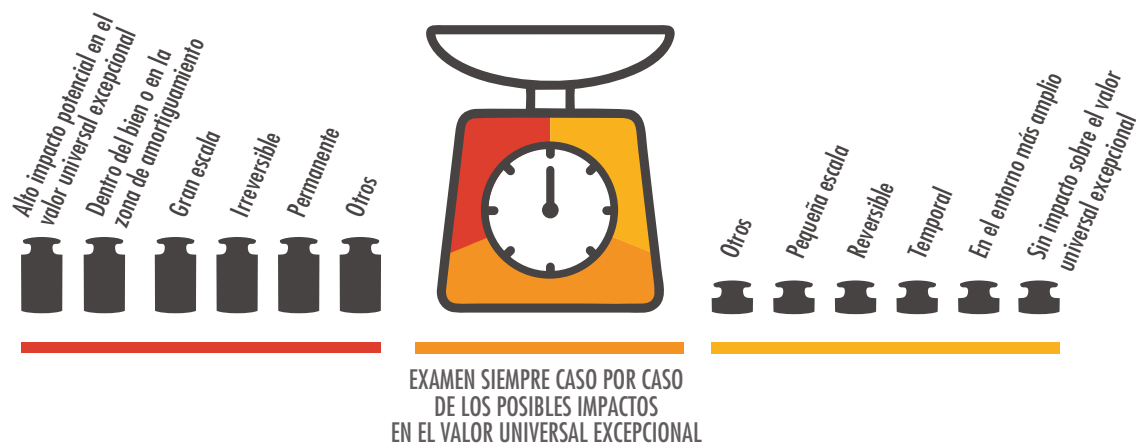 Alto impacto potencial en el
valor universal excepcional
Dentro del bien o en la
zona de amortiguamiento
Gran escala
Irreversible
Permanente
Otros
Otros
Pequeña escala
Reversible
Temporal
En el entorno más amplio
Sin impacto sobre el valor
universal excepcional
EXAMEN SIEMPRE CASO POR CASO
DE LOS POSIBLES IMPACTOS
EN EL VALOR UNIVERSAL EXCEPCIONAL